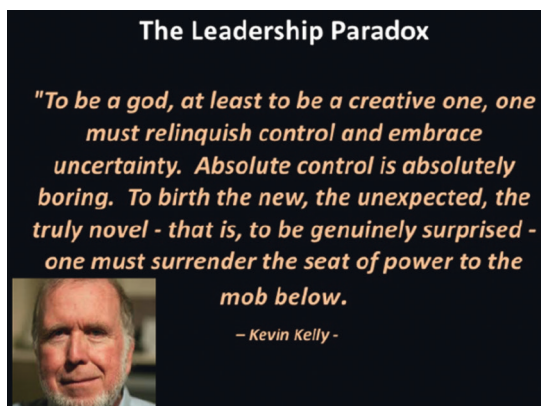 The Leadership Paradox
"To be a god, at least to be a creative one, one
must relinquish control and embrace
uncertainty. Absolute control is absolutely
boring. To birth the new, the unexpected, the
truly novel - that is, to be genuinely surprised -
one must surrender the seat of power to the
mob below.
– Kevin Kelly -